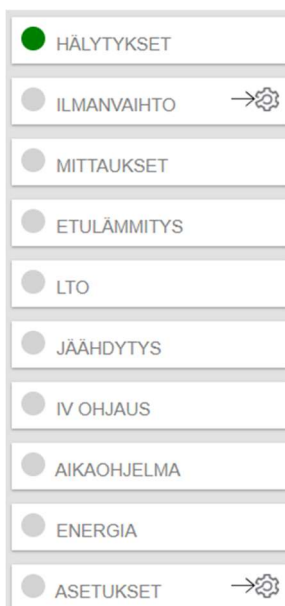 HÄLYTYKSET
ILMANVAIHTO
MITTAUKSET
ETULÄMMITYS
LTO
JÄÄHDYTYS
IV OHJAUS
AIKAOHJELMA
ENERGIA
ASETUKSET